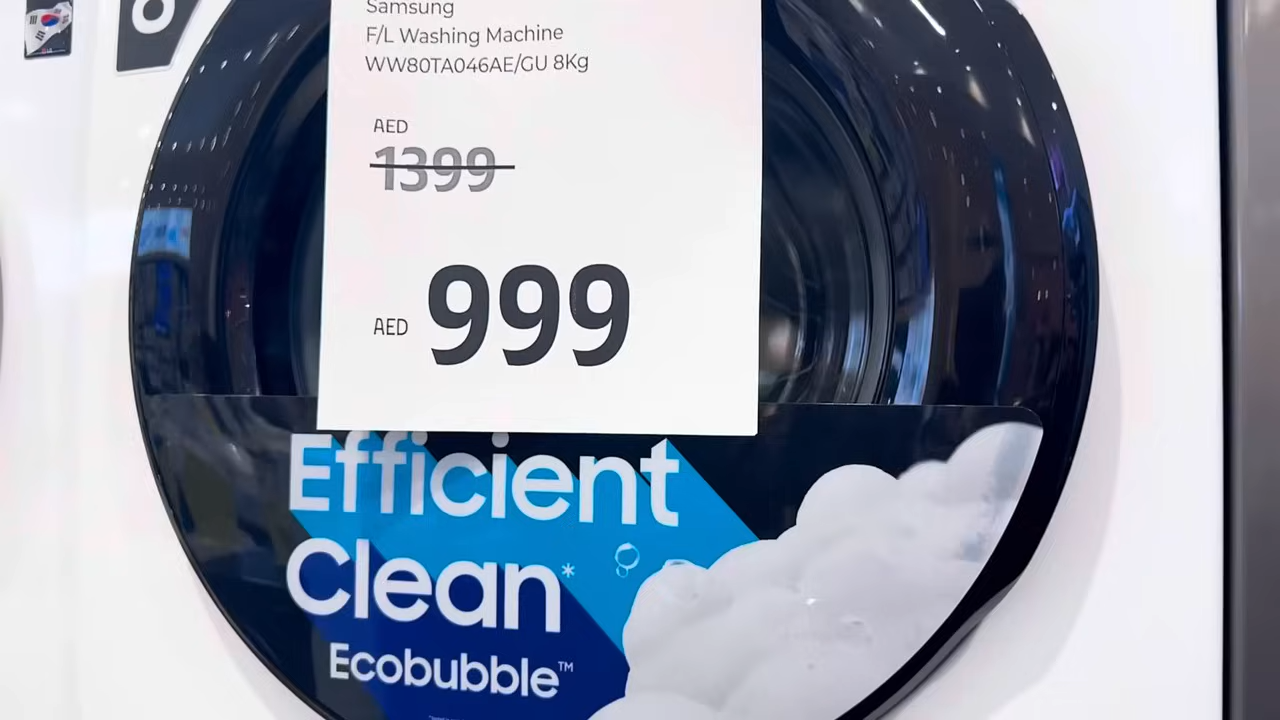 Samsung
F/L Washing Machine
WW80TA046AE/GU 8Kg
AED
1399
AED 999
Efficient
Clean*
Ecobubble™